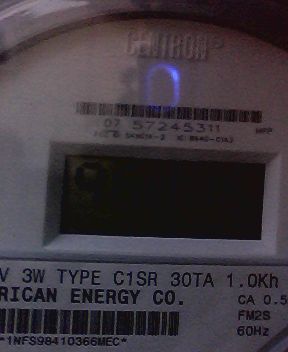 CENTRON
07 57245311
V 3W TYPE C1SR 30TA 1.0Kh
RICAN ENERGY CO. CA 0.5
FM2S
*1NFS98410366MEC* 60Hz